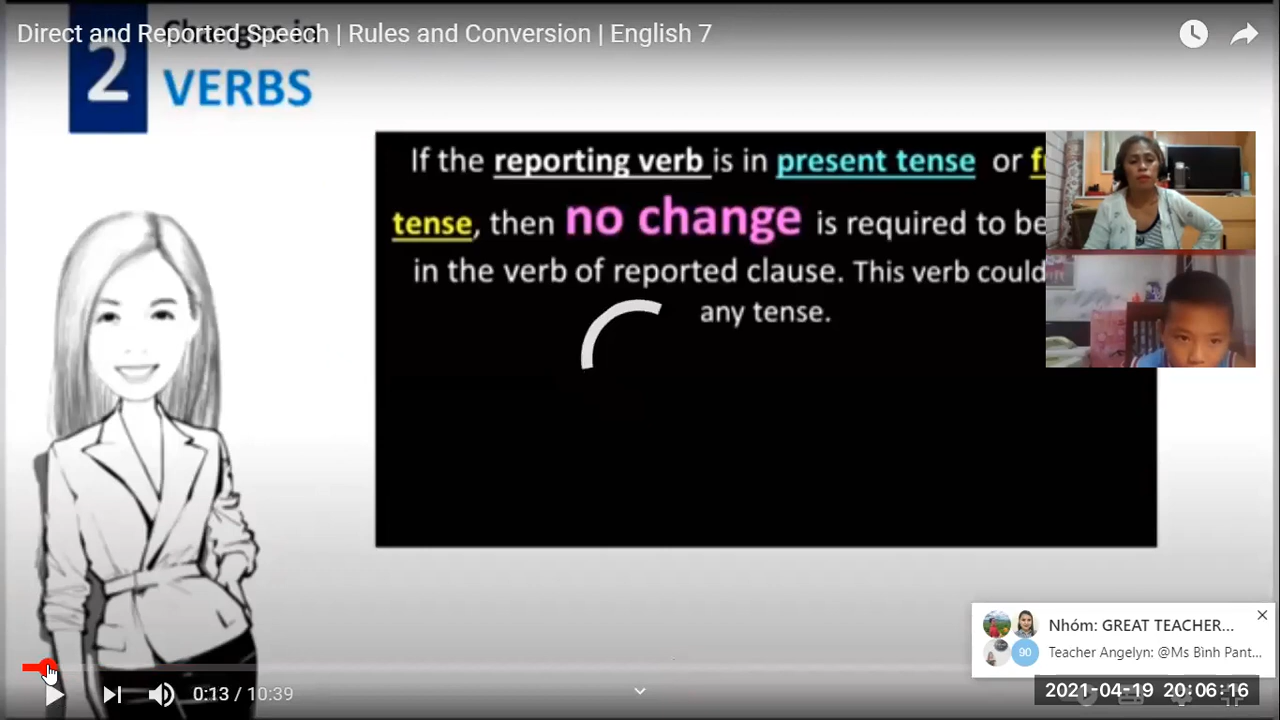 Direct and Reported Speech | Rules and Conversion | English 7
2
Changes in
VERBS
If the reporting verb is in present tense or f
tense, then no change is required to be
in the verb of reported clause. This verb could
any tense.
Nhóm: GREAT TEACHER...
90
Teacher Angelyn: @Ms Bình Pant...
0:13 / 10:39
2021-04-19 20:06:16